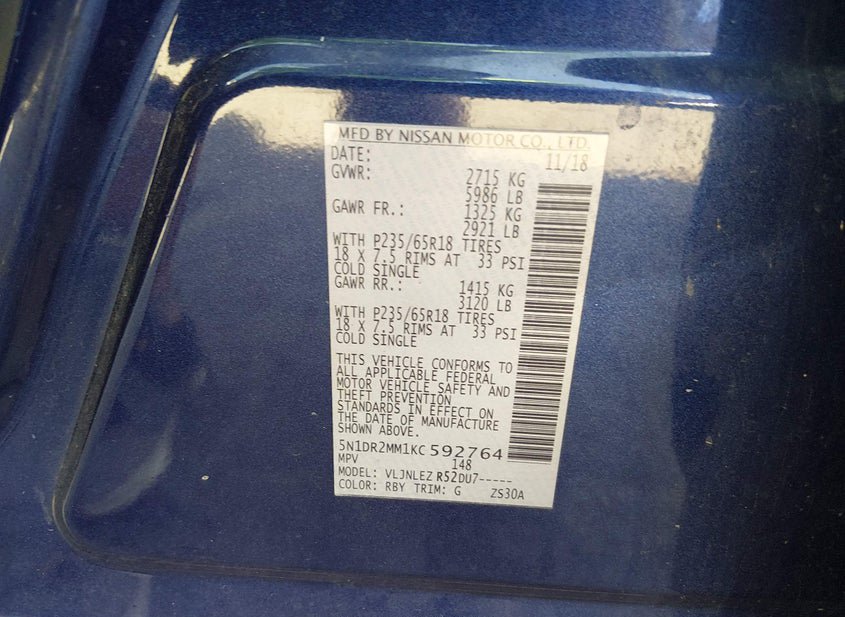 MFD BY NISSAN MOTOR CO., LTD.
DATE: 11/18
GVWR: 2715 KG
5986 LB
GAWR FR.: 1325 KG
2921 LB
WITH P235/65R18 TIRES
18 X 7.5 RIMS AT 33 PSI
COLD SINGLE
GAWR RR.: 1415 KG
3120 LB
WITH P235/65R18 TIRES
18 X 7.5 RIMS AT 33 PSI
COLD SINGLE
THIS VEHICLE CONFORMS TO
ALL APPLICABLE FEDERAL
MOTOR VEHICLE SAFETY AND
THEFT PREVENTION
STANDARDS IN EFFECT ON
THE DATE OF MANUFACTURE
SHOWN ABOVE.
5N1DR2MM1KC592764
MPV 148
MODEL: VLJNLEZ R52DU7-----
COLOR: RBY TRIM: G ZS30A